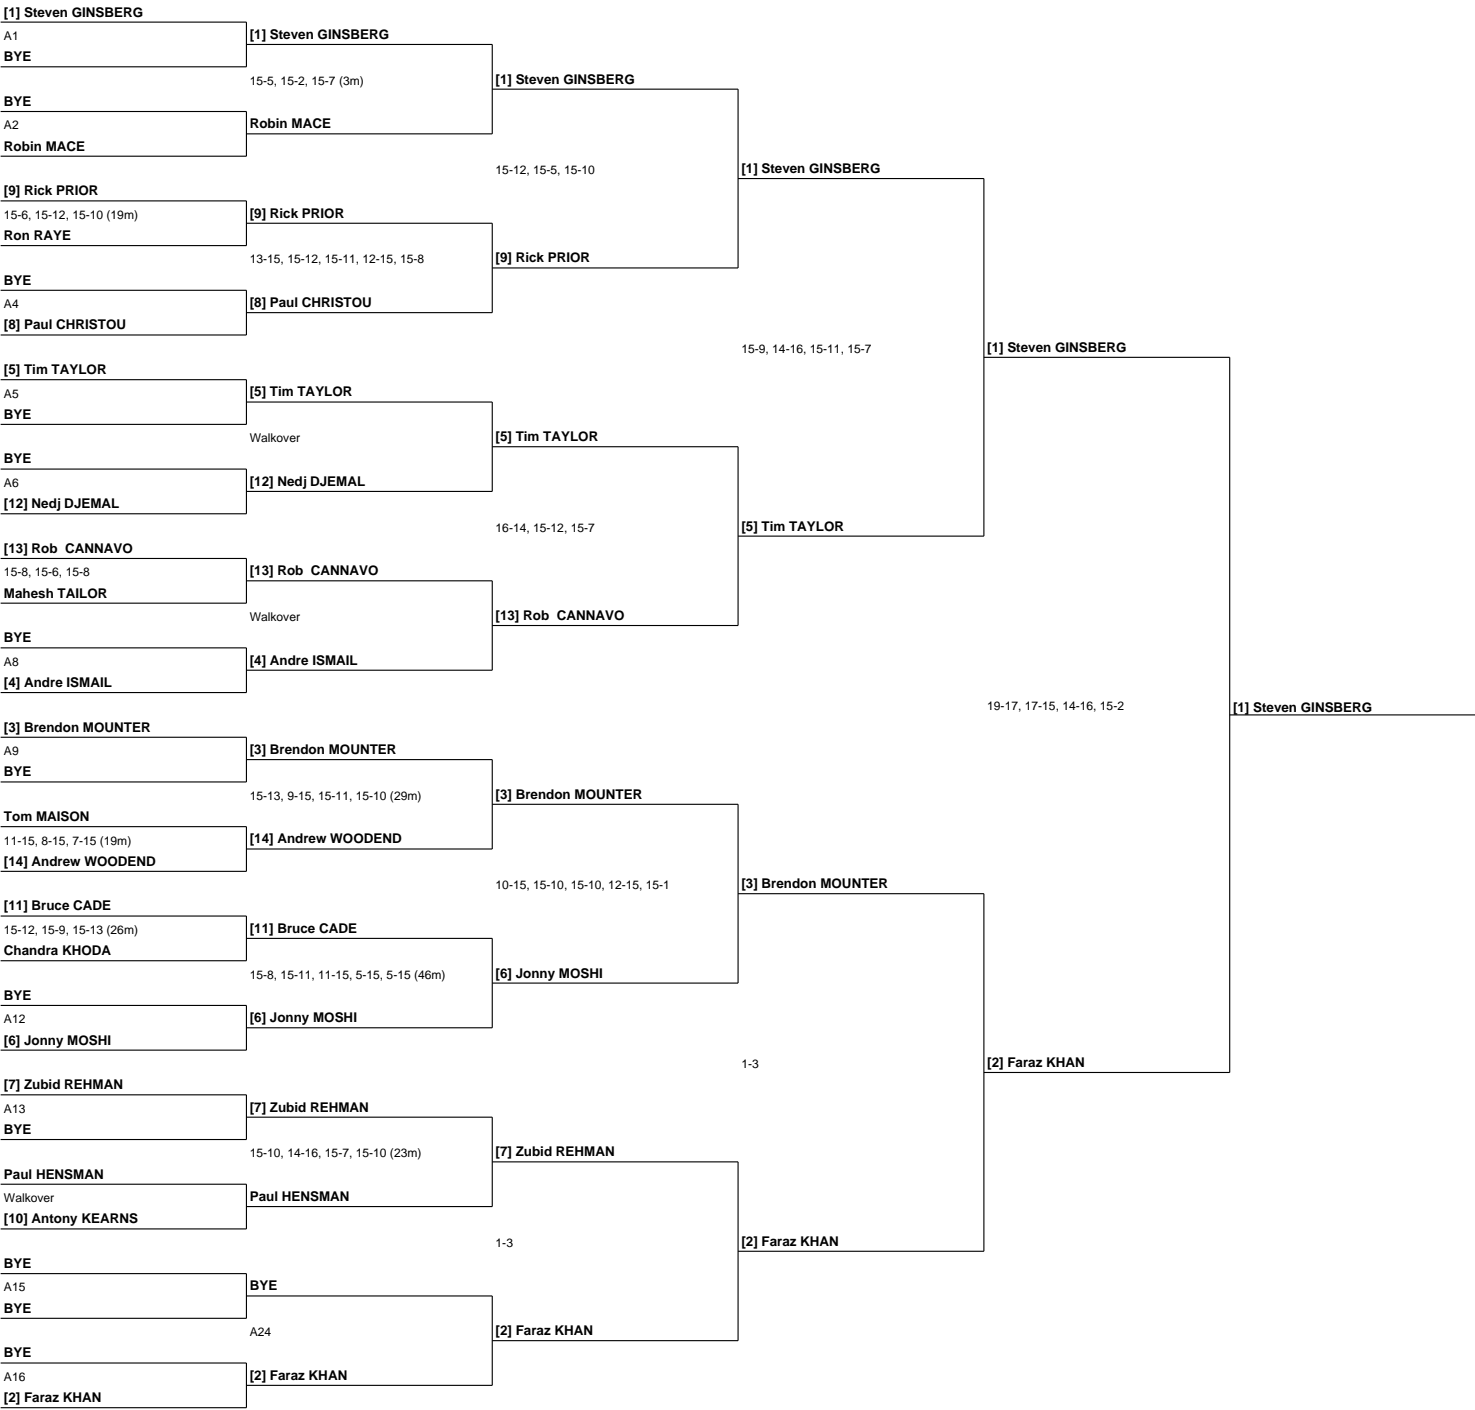 [1] Steven GINSBERG
A1
BYE
BYE
A2
Robin MACE
[9] Rick PRIOR
15-6, 15-12, 15-10 (19m)
Ron RAYE
BYE
A4
[8] Paul CHRISTOU
[5] Tim TAYLOR
A5
BYE
BYE
A6
[12] Nedj DJEMAL
[13] Rob  CANNAVO
15-8, 15-6, 15-8
Mahesh TAILOR
BYE
A8
[4] Andre ISMAIL
[3] Brendon MOUNTER
A9
BYE
Tom MAISON
11-15, 8-15, 7-15 (19m)
[14] Andrew WOODEND
[11] Bruce CADE
15-12, 15-9, 15-13 (26m)
Chandra KHODA
BYE
A12
[6] Jonny MOSHI
[7] Zubid REHMAN
A13
BYE
Paul HENSMAN
Walkover
[10] Antony KEARNS
BYE
A15
BYE
BYE
A16
[2] Faraz KHAN
[1] Steven GINSBERG
15-5, 15-2, 15-7 (3m)
Robin MACE
[9] Rick PRIOR
13-15, 15-12, 15-11, 12-15, 15-8
[8] Paul CHRISTOU
[5] Tim TAYLOR
Walkover
[12] Nedj DJEMAL
[13] Rob  CANNAVO
Walkover
[4] Andre ISMAIL
[3] Brendon MOUNTER
15-13, 9-15, 15-11, 15-10 (29m)
[14] Andrew WOODEND
[11] Bruce CADE
15-8, 15-11, 11-15, 5-15, 5-15 (46m)
[6] Jonny MOSHI
[7] Zubid REHMAN
15-10, 14-16, 15-7, 15-10 (23m)
Paul HENSMAN
BYE
A24
[2] Faraz KHAN
[1] Steven GINSBERG
15-12, 15-5, 15-10
[9] Rick PRIOR
[5] Tim TAYLOR
16-14, 15-12, 15-7
[13] Rob  CANNAVO
[3] Brendon MOUNTER
10-15, 15-10, 15-10, 12-15, 15-1
[6] Jonny MOSHI
[7] Zubid REHMAN
1-3
[2] Faraz KHAN
[1] Steven GINSBERG
15-9, 14-16, 15-11, 15-7
[5] Tim TAYLOR
[3] Brendon MOUNTER
1-3
[2] Faraz KHAN
[1] Steven GINSBERG
19-17, 17-15, 14-16, 15-2
[2] Faraz KHAN
[1] Steven GINSBERG